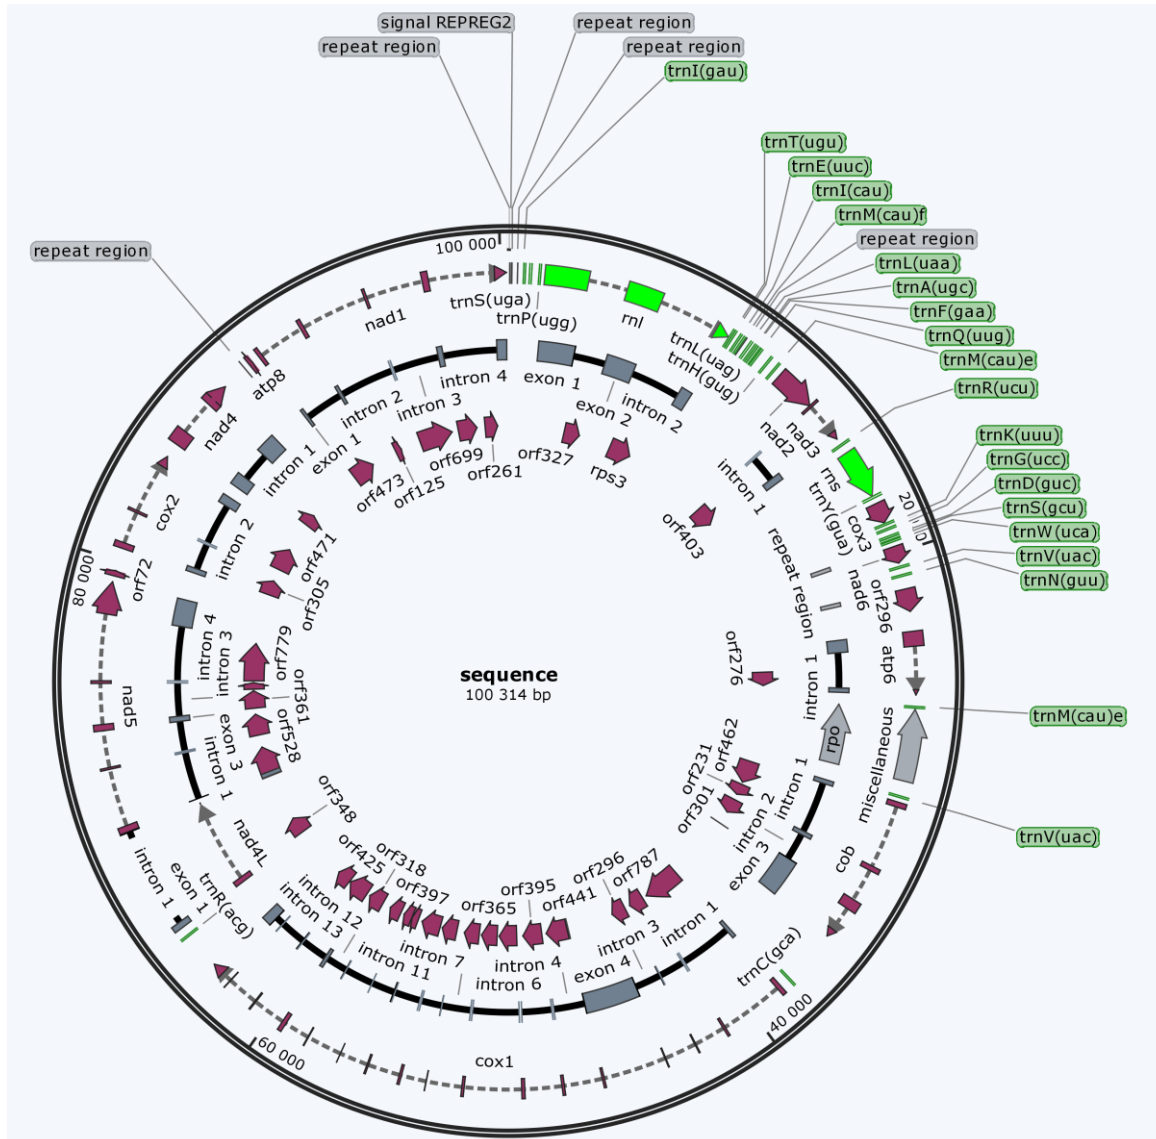 signal REPREG2
repeat region
repeat region
repeat region
trnI(gau)
trnT(ugu)
trnE(uuc)
trnI(cau)
trnM(cau)f
repeat region
trnL(uaa)
trnA(ugc)
trnF(gaa)
trnQ(uug)
trnM(cau)e
trnR(ucu)
trnK(uuu)
trnG(ucc)
trnD(guc)
trnS(gcu)
trnW(uca)
trnV(uac)
trnN(guu)
trnM(cau)e
trnV(uac)
repeat region
100 000
20 000
40 000
60 000
80 000
trnS(uga)
trnP(ugg)
rnl
trnL(uag)
trnH(gug)
nad2
nad3
rns
trnY(gua)
cox3
nad6
orf296
atp6
miscellaneous
cob
trnC(gca)
cox1
trnR(acg)
exon 1
intron 1
nad4L
nad5
orf72
cox2
nad4
atp8
nad1
exon 1
exon 2
intron 2
intron 1
repeat region
intron 1
rpo
intron 1
intron 2
exon 3
intron 1
intron 3
exon 4
intron 4
intron 6
intron 7
intron 11
intron 12
intron 13
intron 1
exon 3
intron 3
intron 4
intron 2
intron 1
exon 1
intron 2
intron 3
intron 4
orf327
rps3
orf403
orf276
orf462
orf231
orf301
orf787
orf296
orf441
orf395
orf365
orf397
orf318
orf425
orf348
orf528
orf361
orf779
orf305
orf471
orf473
orf125
orf699
orf261
sequence
100 314 bp